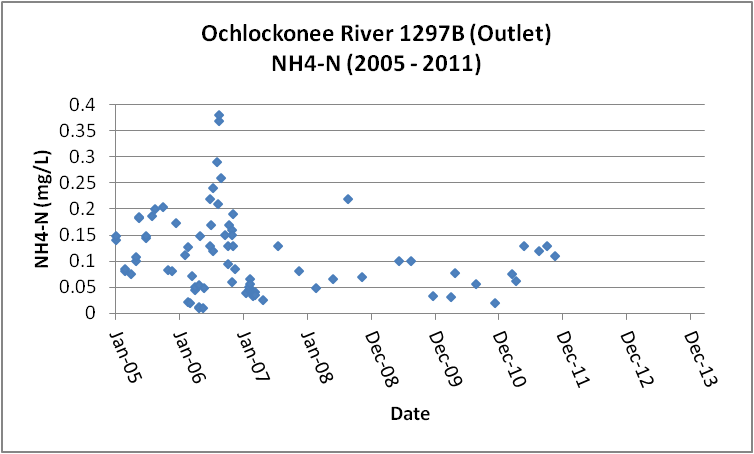 Ochlockonee River 1297B (Outlet)
NH4-N (2005 - 2011)
NH4-N (mg/L)
0.4
0.35
0.3
0.25
0.2
0.15
0.1
0.05
0
Jan-05
Jan-06
Jan-07
Jan-08
Dec-08
Dec-09
Dec-10
Dec-11
Dec-12
Dec-13
Date